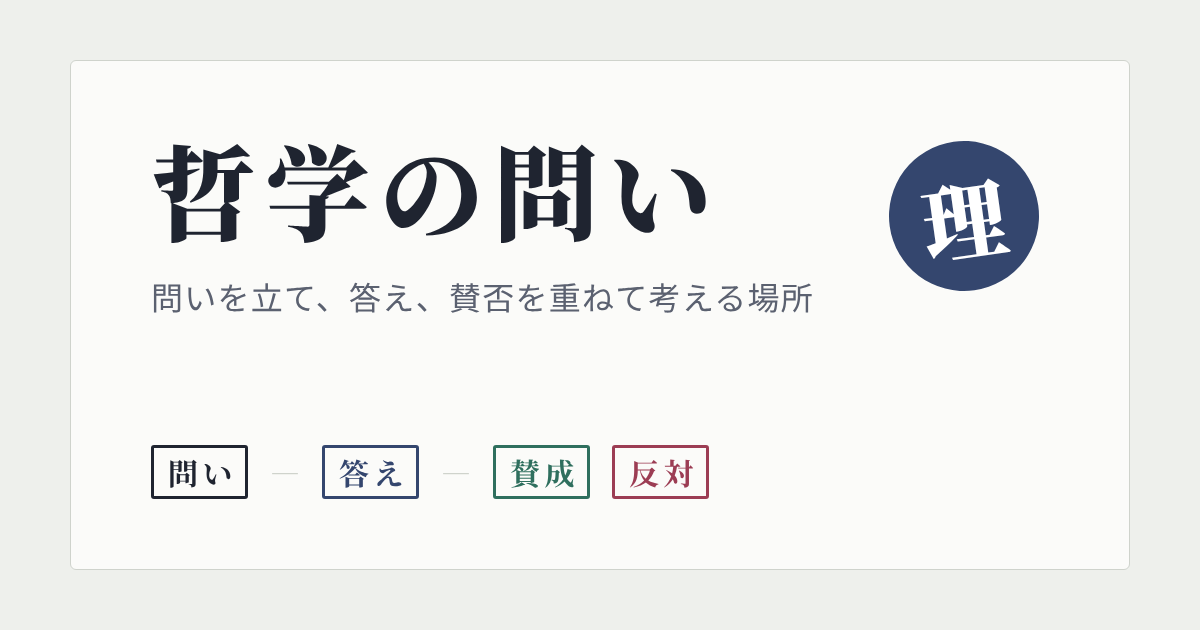 哲学の問い
理
問いを立て、答え、賛否を重ねて考える場所
問い — 答え — 賛成 反対